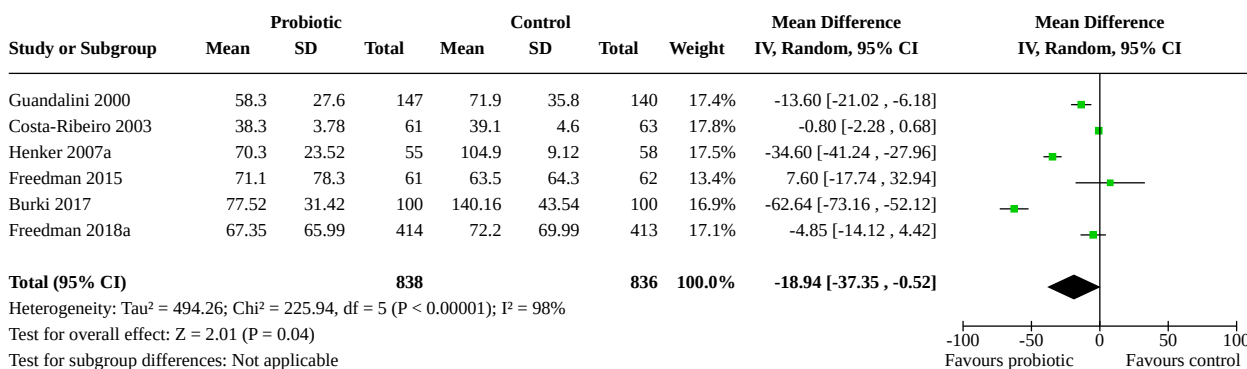 Probiotic Control Mean Difference Mean Difference
Study or Subgroup Mean SD Total Mean SD Total Weight IV, Random, 95% CI IV, Random, 95% CI
Guandalini 2000 58.3 27.6 147 71.9 35.8 140 17.4% -13.60 [-21.02 , -6.18]
Costa-Ribeiro 2003 38.3 3.78 61 39.1 4.6 63 17.8% -0.80 [-2.28 , 0.68]
Henker 2007a 70.3 23.52 55 104.9 9.12 58 17.5% -34.60 [-41.24 , -27.96]
Freedman 2015 71.1 78.3 61 63.5 64.3 62 13.4% 7.60 [-17.74 , 32.94]
Burki 2017 77.52 31.42 100 140.16 43.54 100 16.9% -62.64 [-73.16 , -52.12]
Freedman 2018a 67.35 65.99 414 72.2 69.99 413 17.1% -4.85 [-14.12 , 4.42]
Total (95% CI) 838 836 100.0% -18.94 [-37.35 , -0.52]
Heterogeneity: Tau² = 494.26; Chi² = 225.94, df = 5 (P < 0.00001); I² = 98%
Test for overall effect: Z = 2.01 (P = 0.04)
-100 -50 0 50 100
Test for subgroup differences: Not applicable Favours probiotic Favours control